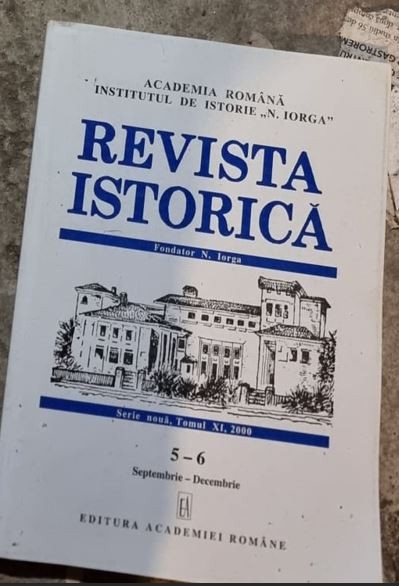 ACADEMIA ROMÂNĂ
INSTITUTUL DE ISTORIE „N. IORGA"
REVISTA
ISTORICĂ
Fondator N. Iorga
Serie nouă, Tomul XI, 2000
5 – 6
Septembrie – Decembrie
EA
EDITURA ACADEMIEI ROMÂNE